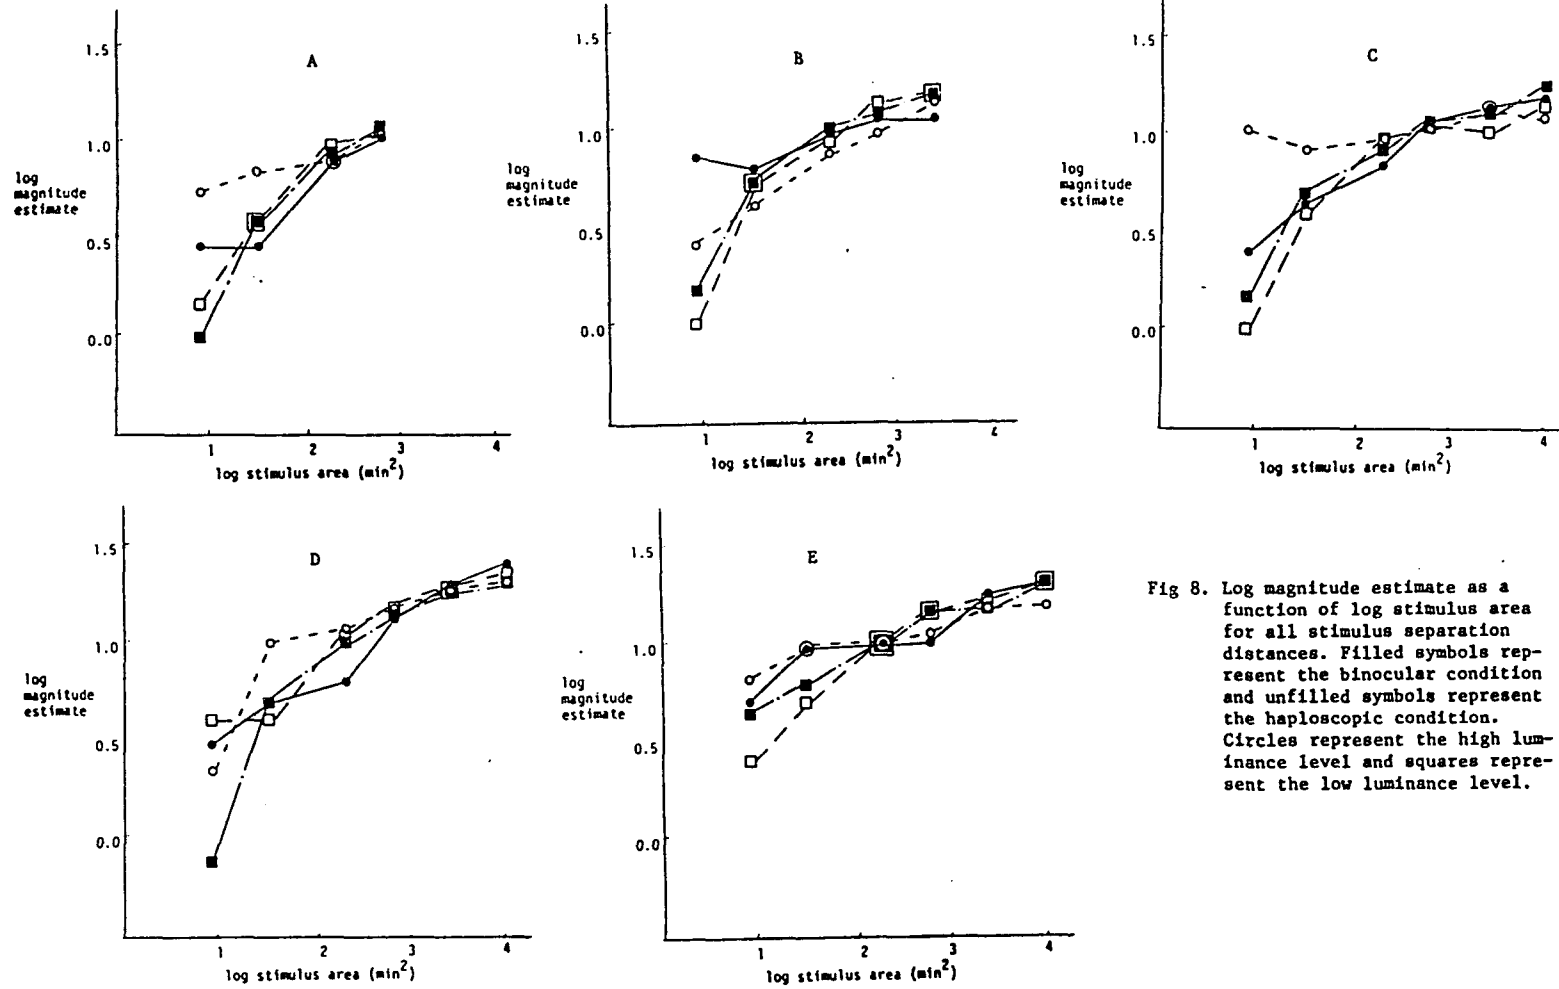 A
1.5
1.0
0.5
0.0
log
magnitude
estimate
1 2 3 4
log stimulus area (min2)
B
1.5
1.0
0.5
0.0
log
magnitude
estimate
1 2 3 4
log stimulus area (min2)
C
1.5
1.0
0.5
0.0
log
magnitude
estimate
1 2 3 4
log stimulus area (min2)
D
1.5
1.0
0.5
0.0
log
magnitude
estimate
1 2 3 4
log stimulus area (min2)
E
1.5
1.0
0.5
0.0
log
magnitude
estimate
1 2 3 4
log stimulus area (min2)
Fig 8. Log magnitude estimate as a
function of log stimulus area
for all stimulus separation
distances. Filled symbols rep-
resent the binocular condition
and unfilled symbols represent
the haploscopic condition.
Circles represent the high lum-
inance level and squares repre-
sent the low luminance level.